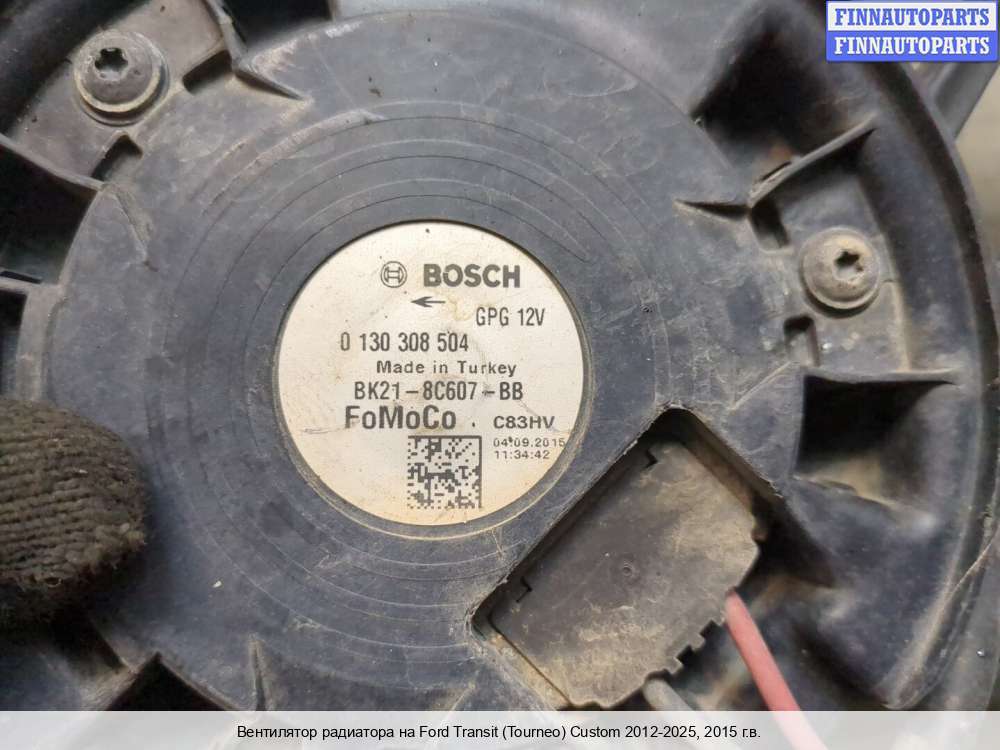 FINNAUTOPARTS
FINNAUTOPARTS
BOSCH
GPG 12V
0 130 308 504
Made in Turkey
BK21-8C607-BB
FoMoCo . C83HV
04.09.2015
11:34:42
Вентилятор радиатора на Ford Transit (Tourneo) Custom 2012-2025, 2015 г.в.